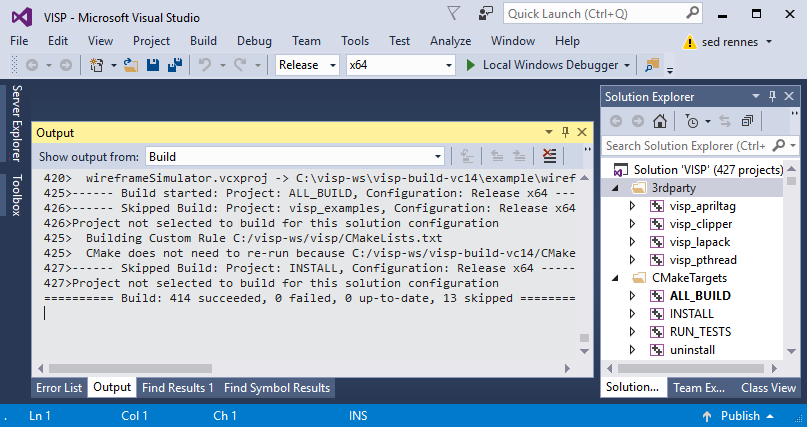 VISP - Microsoft Visual Studio
Quick Launch (Ctrl+Q)
File Edit View Project Build Debug Team Tools Test Analyze Window Help sed rennes
Release x64 Local Windows Debugger
Server Explorer
Toolbox
Output
Show output from: Build
420>  wireframeSimulator.vcxproj -> C:\visp-ws\visp-build-vc14\example\wiref
425>------ Build started: Project: ALL_BUILD, Configuration: Release x64 ---
426>------ Skipped Build: Project: visp_examples, Configuration: Release x64
426>Project not selected to build for this solution configuration
425>  Building Custom Rule C:/visp-ws/visp/CMakeLists.txt
425>  CMake does not need to re-run because C:/visp-ws/visp-build-vc14/CMake
427>------ Skipped Build: Project: INSTALL, Configuration: Release x64 -----
427>Project not selected to build for this solution configuration
========== Build: 414 succeeded, 0 failed, 0 up-to-date, 13 skipped ========
Error List Output Find Results 1 Find Symbol Results
Solution Explorer
Search Solution Explorer (Ctrl+
Solution 'VISP' (427 projects)
3rdparty
visp_apriltag
visp_clipper
visp_lapack
visp_pthread
CMakeTargets
ALL_BUILD
INSTALL
RUN_TESTS
uninstall
Solution... Team Ex... Class View
. Ln 1 Col 1 Ch 1 INS Publish